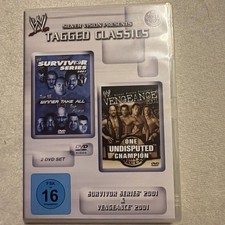 SILVER VISION PRESENTS
TAGGED CLASSICS
SURVIVOR
SERIES 2001
WINNER TAKE ALL
VENGEANCE
ONE
UNDISPUTED
CHAMPION
2 DVD SET
FSK
16
SURVIVOR SERIES 2001
&
VENGEANCE 2001